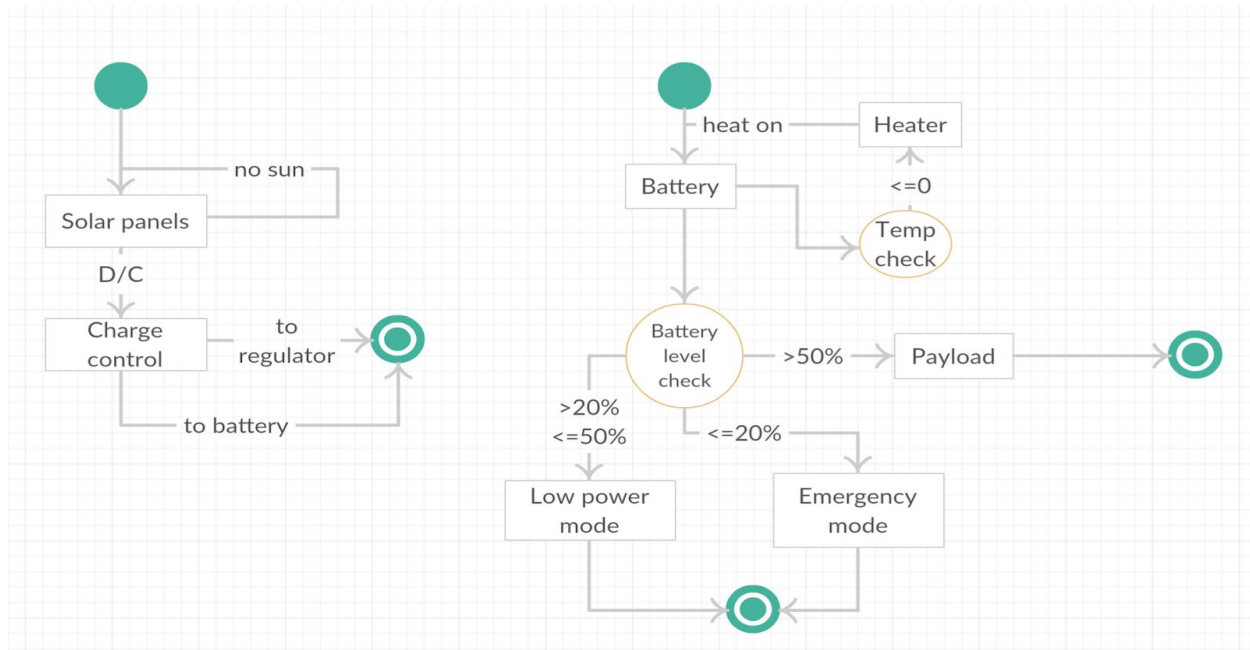 no sun
Solar panels
D/C
Charge
control
to
regulator
to battery
heat on
Heater
Battery
<=0
Temp
check
Battery
level
check
>50%
Payload
>20%
<=50%
<=20%
Low power
mode
Emergency
mode